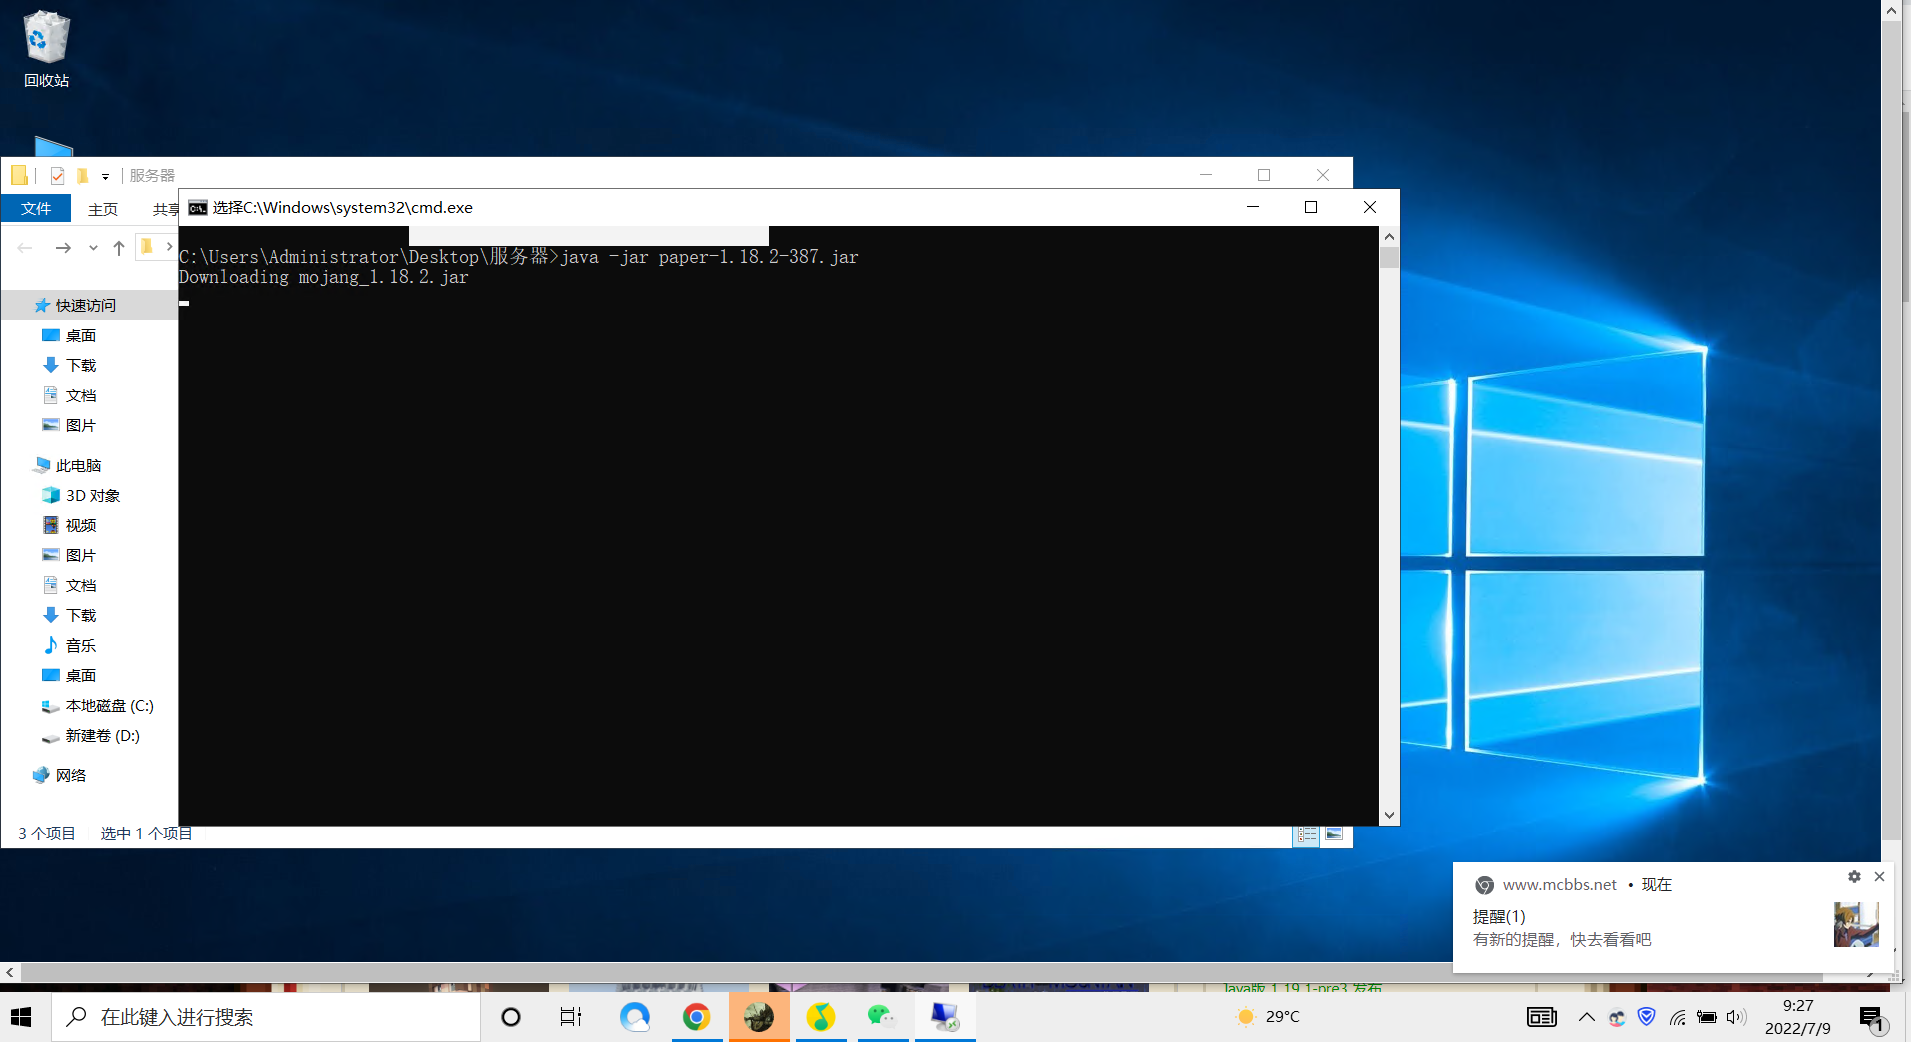 回收站
服务器
文件
主页
共享
选择C:\Windows\system32\cmd.exe
C:\Users\Administrator\Desktop\服务器>java -jar paper-1.18.2-387.jar
Downloading mojang_1.18.2.jar
快速访问
桌面
下载
文档
图片
此电脑
3D 对象
视频
图片
文档
下载
音乐
桌面
本地磁盘 (C:)
新建卷 (D:)
网络
3 个项目
选中 1 个项目
www.mcbbs.net • 现在
提醒(1)
有新的提醒，快去看看吧
Java版 1.19.1-pre3 发布
在此键入进行搜索
29°C
9:27
2022/7/9
1